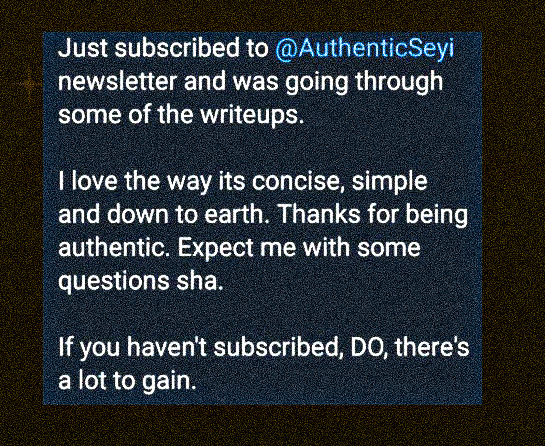 Just subscribed to @AuthenticSeyi
newsletter and was going through
some of the writeups.
I love the way its concise, simple
and down to earth. Thanks for being
authentic. Expect me with some
questions sha.
If you haven't subscribed, DO, there's
a lot to gain.